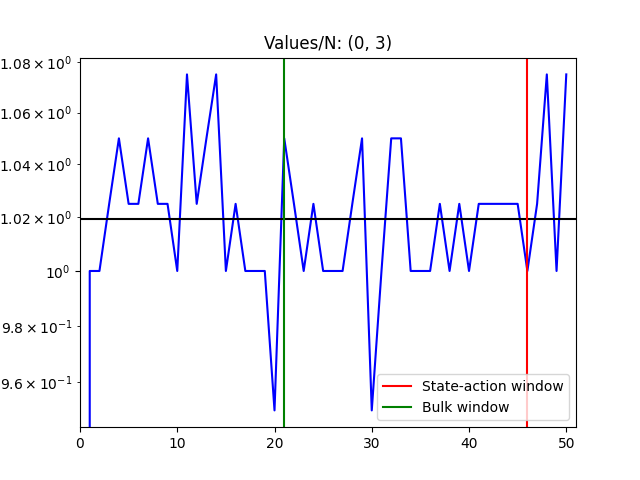 Values/N: (0, 3)
1.08 × 10⁰
1.06 × 10⁰
1.04 × 10⁰
1.02 × 10⁰
10⁰
9.8 × 10⁻¹
9.6 × 10⁻¹
State-action window
Bulk window
0 10 20 30 40 50